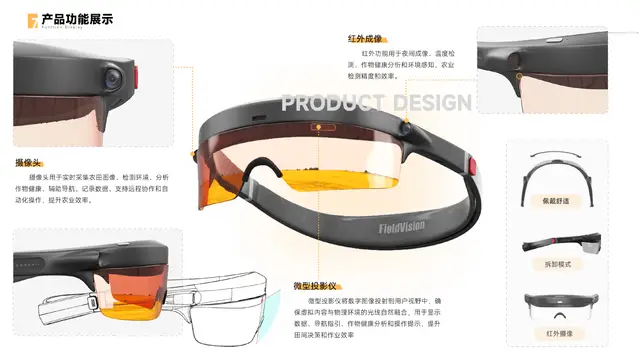 7
产品功能展示
Function Display
红外成像
红外功能用于夜间成像、温度检
测、作物健康分析和环境感知、农业
检测精度和效率。
PRODUCT DESIGN
摄像头
摄像头用于实时采集农田图像、检测环境、分析
作物健康、辅助导航、记录数据、支持远程协作和自
动化操作，提升农业效率。
FieldVision
佩戴舒适
拆卸模式
红外摄像
微型投影仪
微型投影仪将数字图像投射到用户视野中，确
保虚拟内容与物理环境的光线自然融合，用于显示
数据、导航指引、作物健康分析和操作提示，提升
田间决策和作业效率